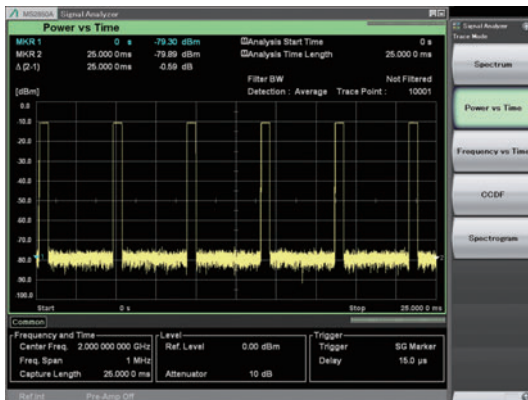 MS2690A Signal Analyzer
Power vs Time
MKR 1 0 s -79.30 dBm Analysis Start Time 0 s
MKR 2 25.000 0ms -79.89 dBm Analysis Time Length 25.000 0 ms
Δ (2-1) 25.000 0ms -0.59 dB
Filter BW Not Filtered
[dBm] Detection : Average Trace Point : 10001
0.0
-10.0
-20.0
-30.0
-40.0
-50.0
-60.0
-70.0
-80.0
-90.0
-100.0
1
2
Start 0 s Stop 25.000 0 ms
Common
Frequency and Time
Center Freq. 2.000 000 000 GHz
Freq. Span 1 MHz
Capture Length 25.000 0 ms
Level
Ref. Level 0.00 dBm
Attenuator 10 dB
Trigger
Trigger SG Marker
Delay 15.0 µs
Ref.Int Pre-Amp Off
Signal Analyzer
Trace Mode
Spectrum
Power vs Time
Frequency vs Time
CCDF
Spectrogram